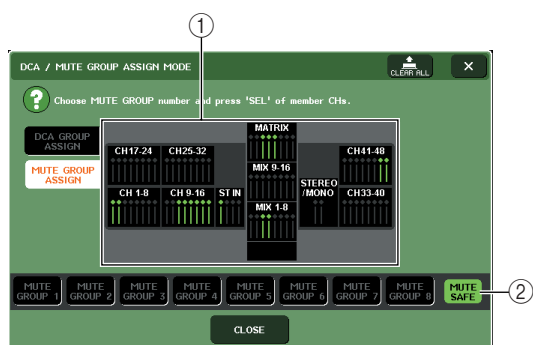 ①
DCA / MUTE GROUP ASSIGN MODE
CLEAR ALL
×
? Choose MUTE GROUP number and press 'SEL' of member CHs.
DCA GROUP
ASSIGN
MUTE GROUP
ASSIGN
CH17-24 CH25-32
MATRIX
CH41-48
MIX 9-16
CH 1-8 CH 9-16 ST IN
STEREO
/MONO
CH33-40
MIX 1-8
MUTE
GROUP 1
MUTE
GROUP 2
MUTE
GROUP 3
MUTE
GROUP 4
MUTE
GROUP 5
MUTE
GROUP 6
MUTE
GROUP 7
MUTE
GROUP 8
MUTE
SAFE
②
CLOSE